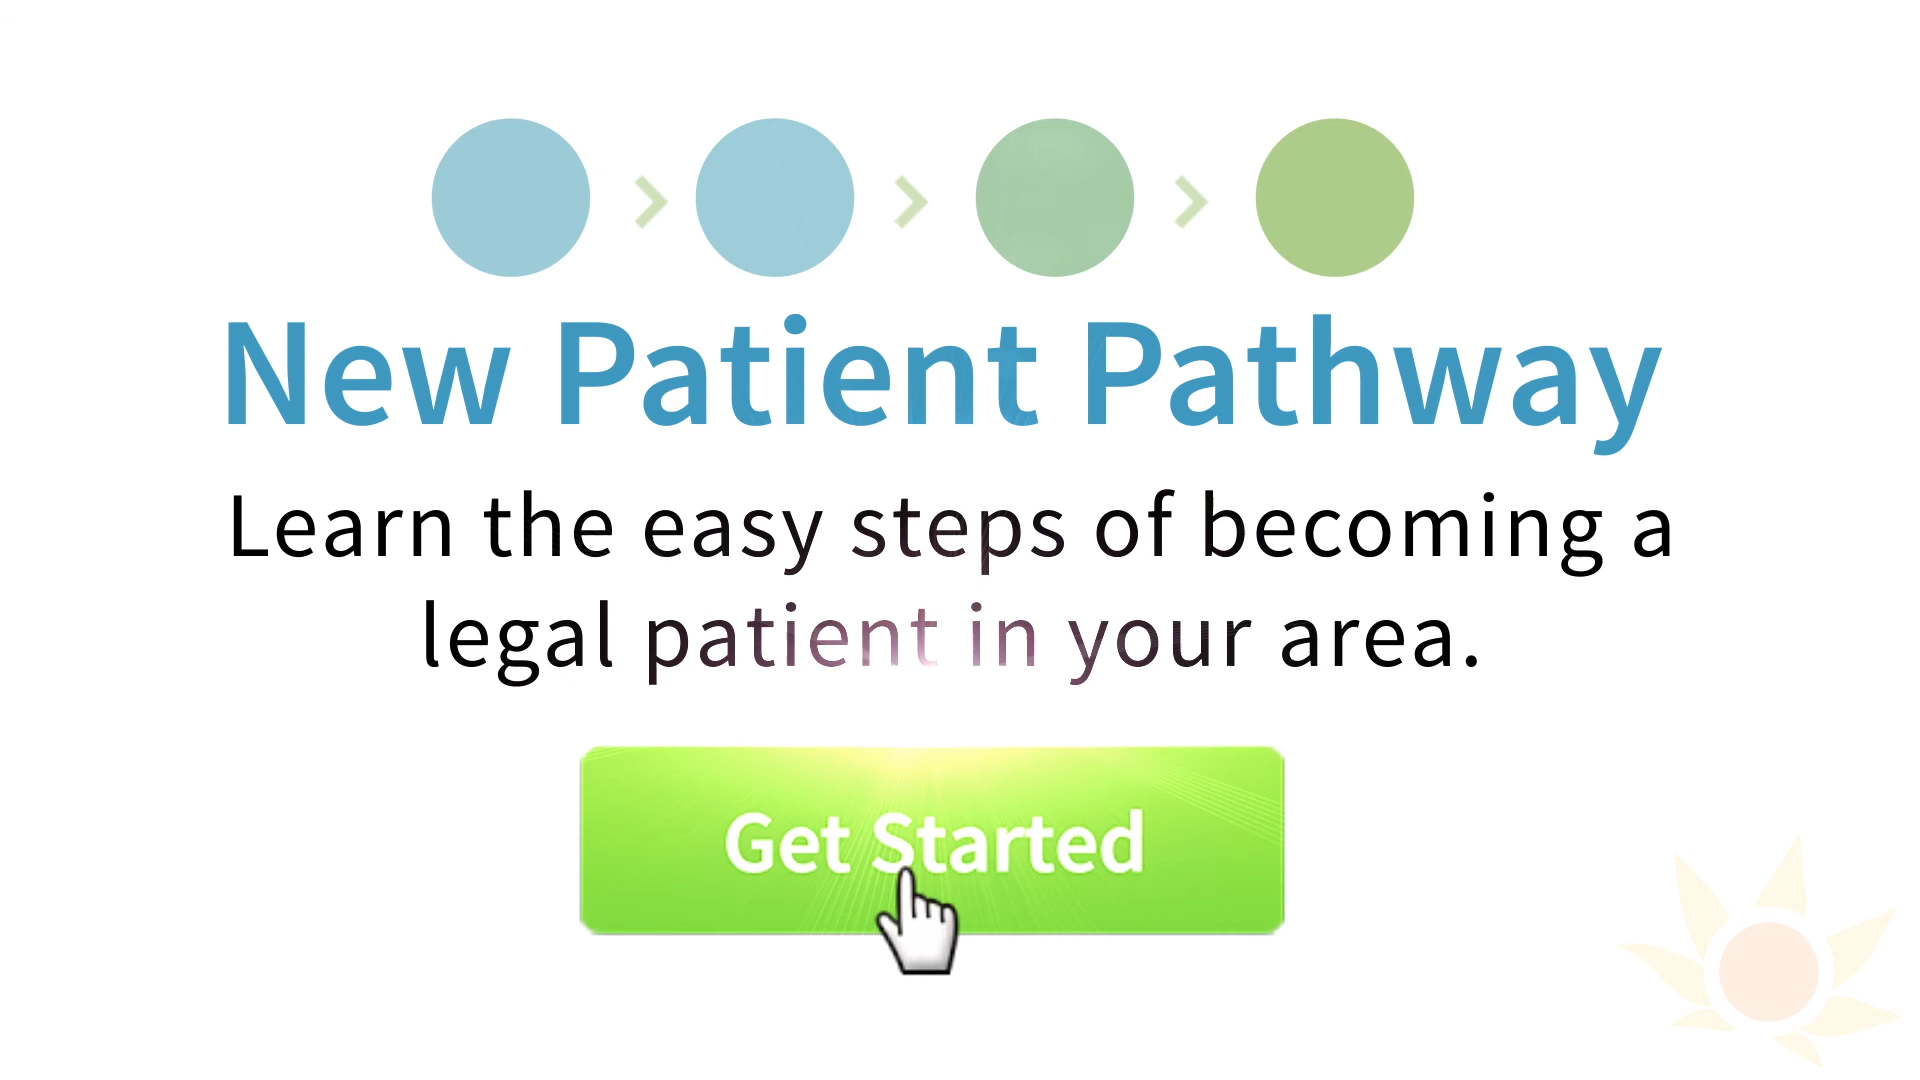 New Patient Pathway
Learn the easy steps of becoming a
legal patient in your area.
Get Started